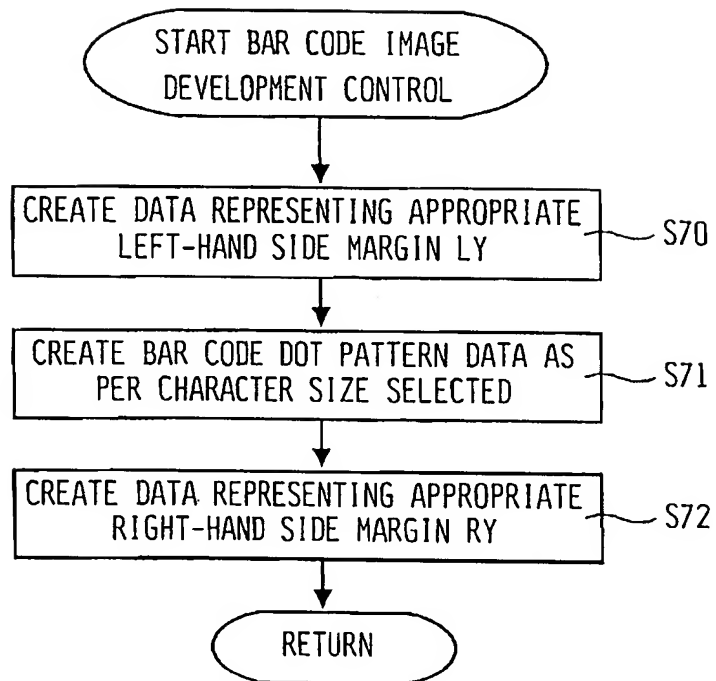 START BAR CODE IMAGE
DEVELOPMENT CONTROL
CREATE DATA REPRESENTING APPROPRIATE
LEFT-HAND SIDE MARGIN LY
S70
CREATE BAR CODE DOT PATTERN DATA AS
PER CHARACTER SIZE SELECTED
S71
CREATE DATA REPRESENTING APPROPRIATE
RIGHT-HAND SIDE MARGIN RY
S72
RETURN